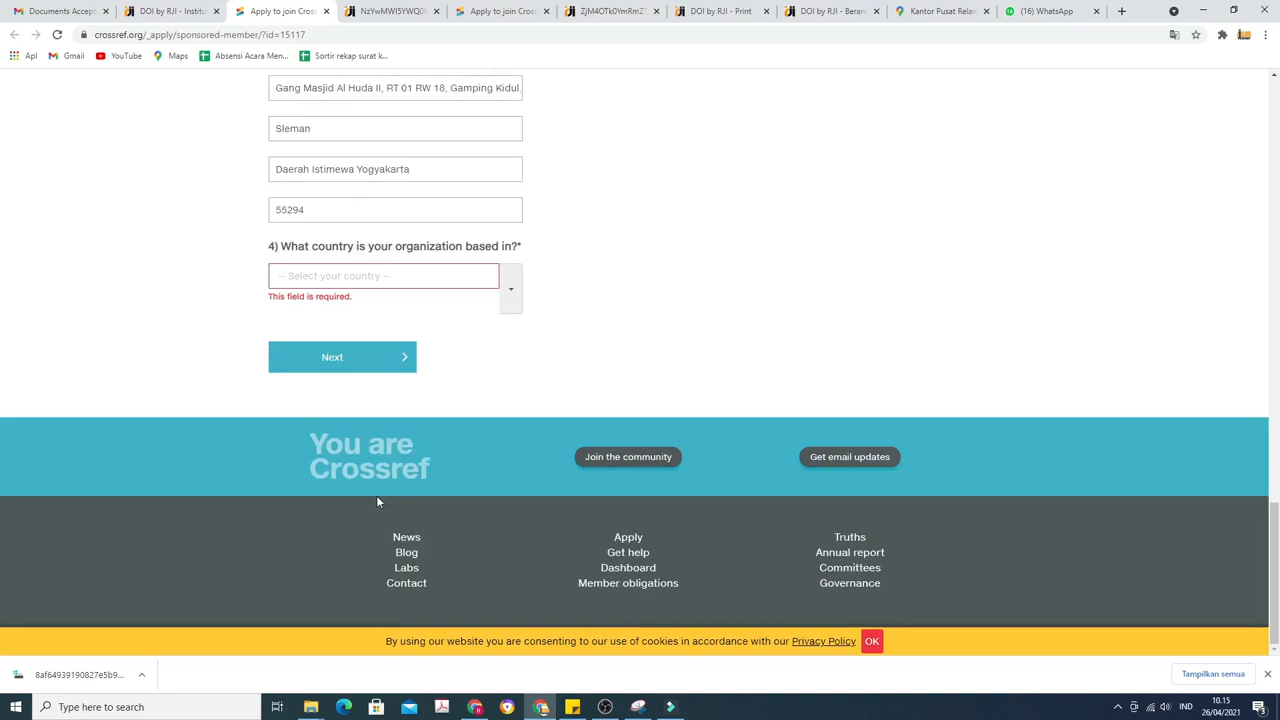 Documents Accept
DOI by RJI - Institu
Apply to join Crossr
NzYwMWI5YWQ0
Apply to join Crossr
ZjM4OTk0YmRmZT
DOI by RJI - Print
DOI by RJI - Beran
Kantor Pusat Relaw
(16) WhatsApp
crossref.org/_apply/sponsored-member/?id=15117
Apl
Gmail
YouTube
Maps
Absensi Acara Men...
Sortir rekap surat k...
Gang Masjid Al Huda II, RT 01 RW 18, Gamping Kidul,
Sleman
Daerah Istimewa Yogyakarta
55294
4) What country is your organization based in?*
-- Select your country --
This field is required.
Next
You are
Crossref
Join the community
Get email updates
News
Apply
Truths
Blog
Get help
Annual report
Labs
Dashboard
Committees
Contact
Member obligations
Governance
By using our website you are consenting to our use of cookies in accordance with our Privacy Policy OK
8af64939190827e5b9...
Tampilkan semua
Type here to search
IND
10.15
26/04/2021